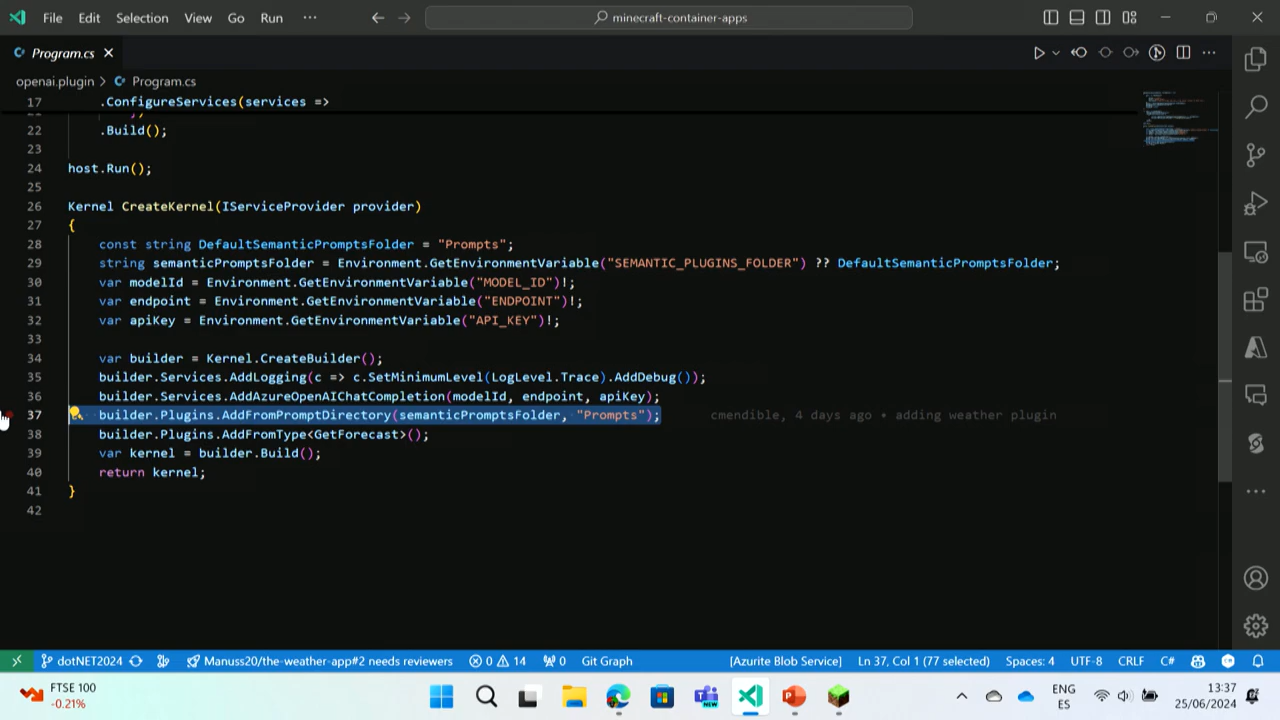 File Edit Selection View Go Run ··· minecraft-container-apps
Program.cs
openai.plugin > Program.cs
17 .ConfigureServices(services =>
22 .Build();
23
24 host.Run();
25
26 Kernel CreateKernel(IServiceProvider provider)
27 {
28 const string DefaultSemanticPromptsFolder = "Prompts";
29 string semanticPromptsFolder = Environment.GetEnvironmentVariable("SEMANTIC_PLUGINS_FOLDER") ?? DefaultSemanticPromptsFolder;
30 var modelId = Environment.GetEnvironmentVariable("MODEL_ID")!;
31 var endpoint = Environment.GetEnvironmentVariable("ENDPOINT")!;
32 var apiKey = Environment.GetEnvironmentVariable("API_KEY")!;
33
34 var builder = Kernel.CreateBuilder();
35 builder.Services.AddLogging(c => c.SetMinimumLevel(LogLevel.Trace).AddDebug());
36 builder.Services.AddAzureOpenAIChatCompletion(modelId, endpoint, apiKey);
37 builder.Plugins.AddFromPromptDirectory(semanticPromptsFolder, "Prompts"); cmendible, 4 days ago • adding weather plugin
38 builder.Plugins.AddFromType<GetForecast>();
39 var kernel = builder.Build();
40 return kernel;
41 }
42
dotNET2024 Manuss20/the-weather-app#2 needs reviewers 0 14 0 Git Graph [Azurite Blob Service] Ln 37, Col 1 (77 selected) Spaces: 4 UTF-8 CRLF C#
FTSE 100
-0.21%
NEW
ENG
ES
13:37
25/06/2024